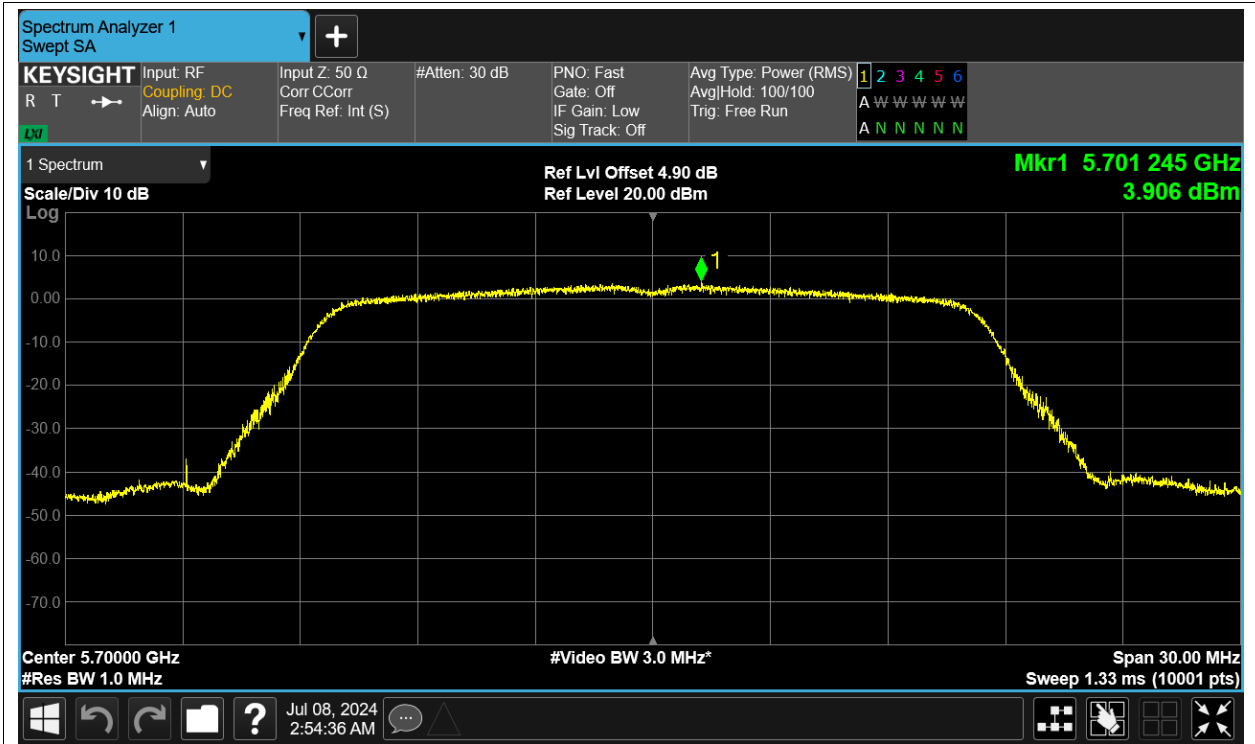 Spectrum Analyzer 1
Swept SA
KEYSIGHT
R T
LXI
Input: RF
Coupling: DC
Align: Auto
Input Z: 50 Ω
Corr CCorr
Freq Ref: Int (S)
#Atten: 30 dB
PNO: Fast
Gate: Off
IF Gain: Low
Sig Track: Off
Avg Type: Power (RMS)
Avg|Hold: 100/100
Trig: Free Run
1 2 3 4 5 6
A W W W W W
A N N N N N
1 Spectrum
Scale/Div 10 dB
Log
Ref Lvl Offset 4.90 dB
Ref Level 20.00 dBm
Mkr1 5.701 245 GHz
3.906 dBm
1
10.0
0.00
-10.0
-20.0
-30.0
-40.0
-50.0
-60.0
-70.0
Center 5.70000 GHz
#Res BW 1.0 MHz
#Video BW 3.0 MHz*
Span 30.00 MHz
Sweep 1.33 ms (10001 pts)
?
Jul 08, 2024
2:54:36 AM